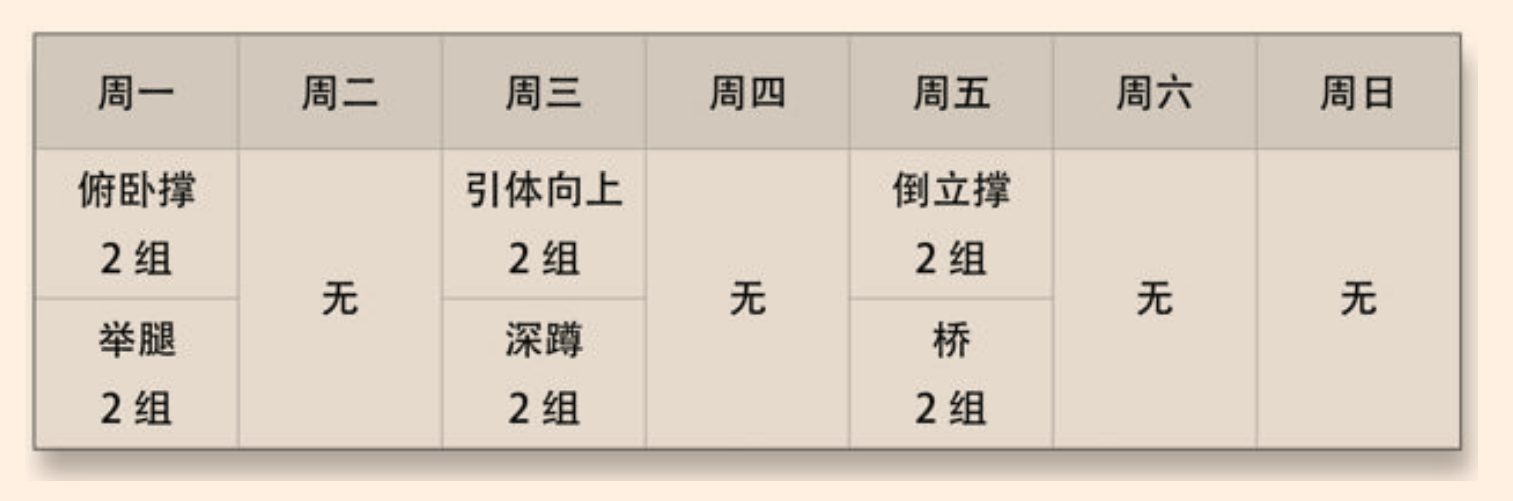 周一 周二 周三 周四 周五 周六 周日
俯卧撑 引体向上 倒立撑
2 组 2 组 2 组
无 无 无 无
举腿 深蹲 桥
2 组 2 组 2 组